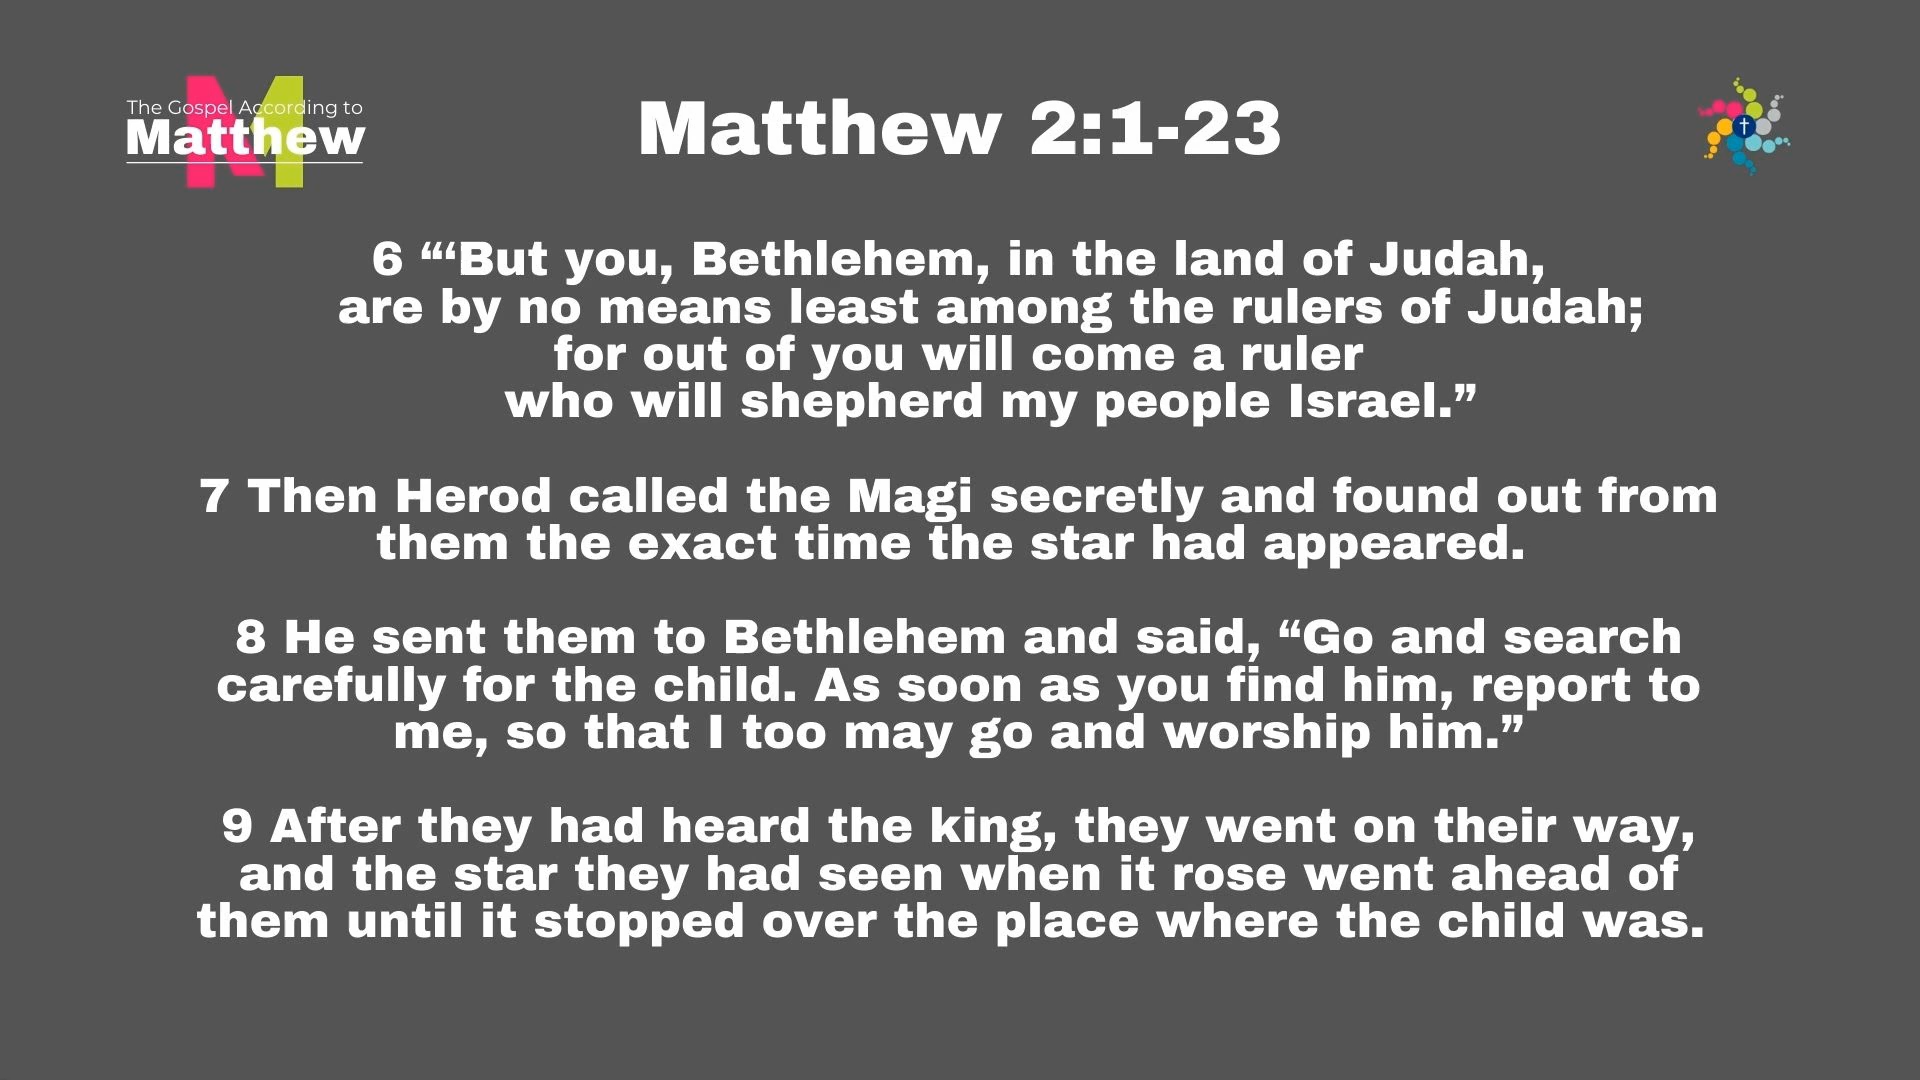 The Gospel According to
Matthew
Matthew 2:1-23
6 “‘But you, Bethlehem, in the land of Judah,
are by no means least among the rulers of Judah;
for out of you will come a ruler
who will shepherd my people Israel.”
7 Then Herod called the Magi secretly and found out from
them the exact time the star had appeared.
8 He sent them to Bethlehem and said, “Go and search
carefully for the child. As soon as you find him, report to
me, so that I too may go and worship him.”
9 After they had heard the king, they went on their way,
and the star they had seen when it rose went ahead of
them until it stopped over the place where the child was.